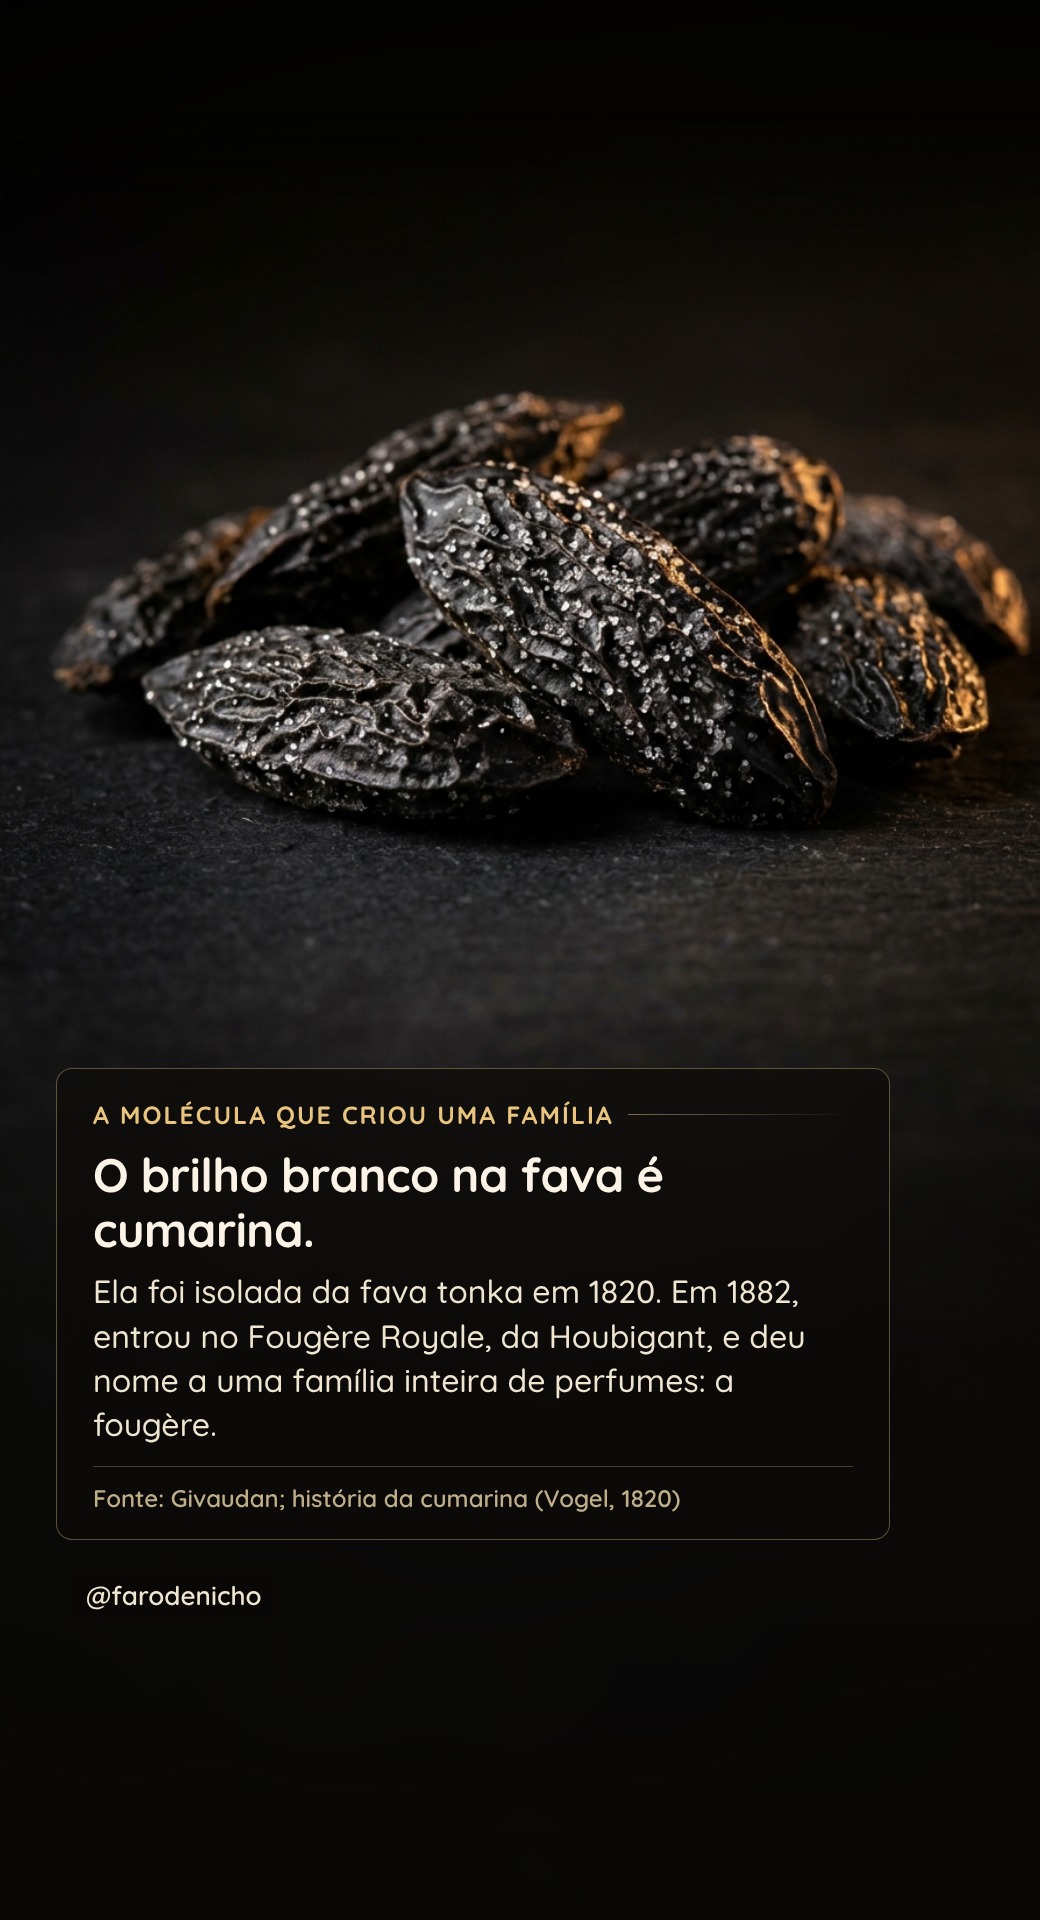 A MOLÉCULA QUE CRIOU UMA FAMÍLIA
O brilho branco na fava é
cumarina.
Ela foi isolada da fava tonka em 1820. Em 1882,
entrou no Fougère Royale, da Houbigant, e deu
nome a uma família inteira de perfumes: a
fougère.
Fonte: Givaudan; história da cumarina (Vogel, 1820)
@farodenicho